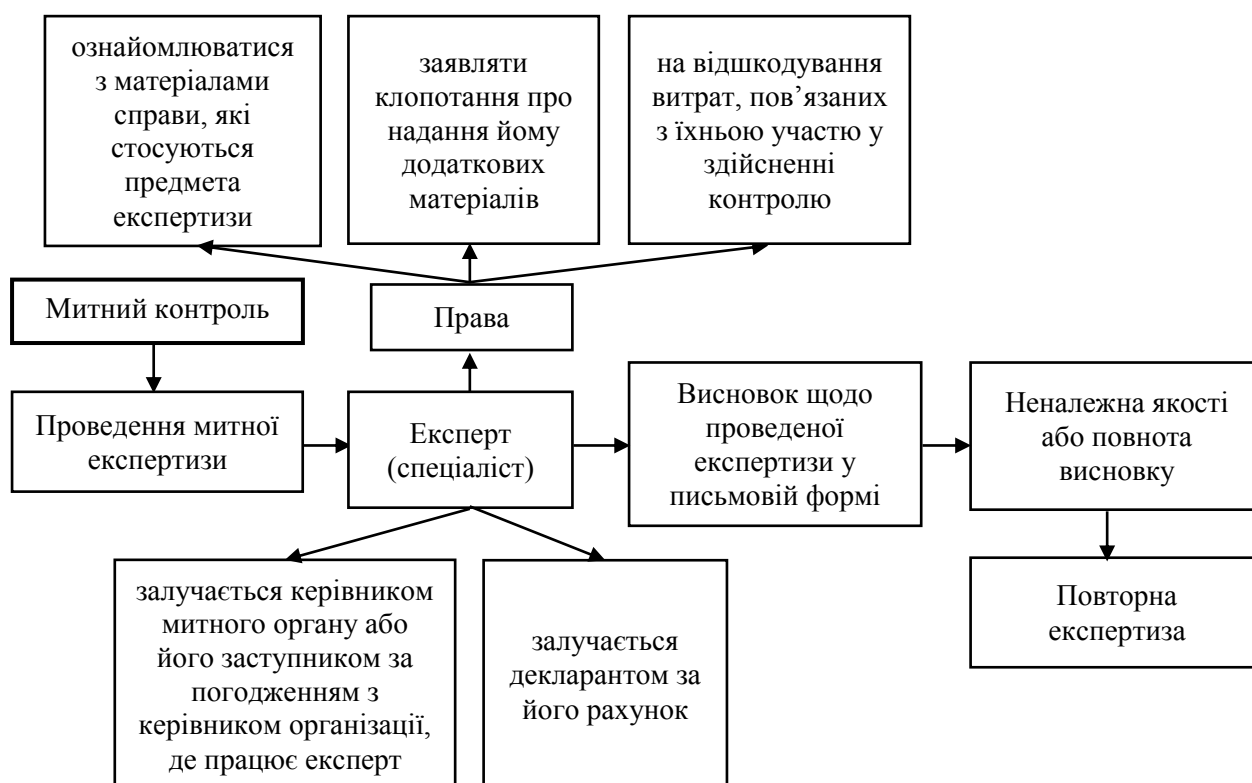 ознайомлюватися
з матеріалами
справи, які
стосуються
предмета
експертизи
заявляти
клопотання про
надання йому
додаткових
матеріалів
на відшкодування
витрат, пов’язаних
з їхньою участю у
здійсненні
контролю
Митний контроль
Права
Проведення митної
експертизи
Експерт
(спеціаліст)
Висновок щодо
проведеної
експертизи у
письмовій формі
Неналежна якості
або повнота
висновку
залучається керівником
митного органу або
його заступником за
погодженням з
керівником організації,
де працює експерт
залучається
декларантом за
його рахунок
Повторна
експертиза